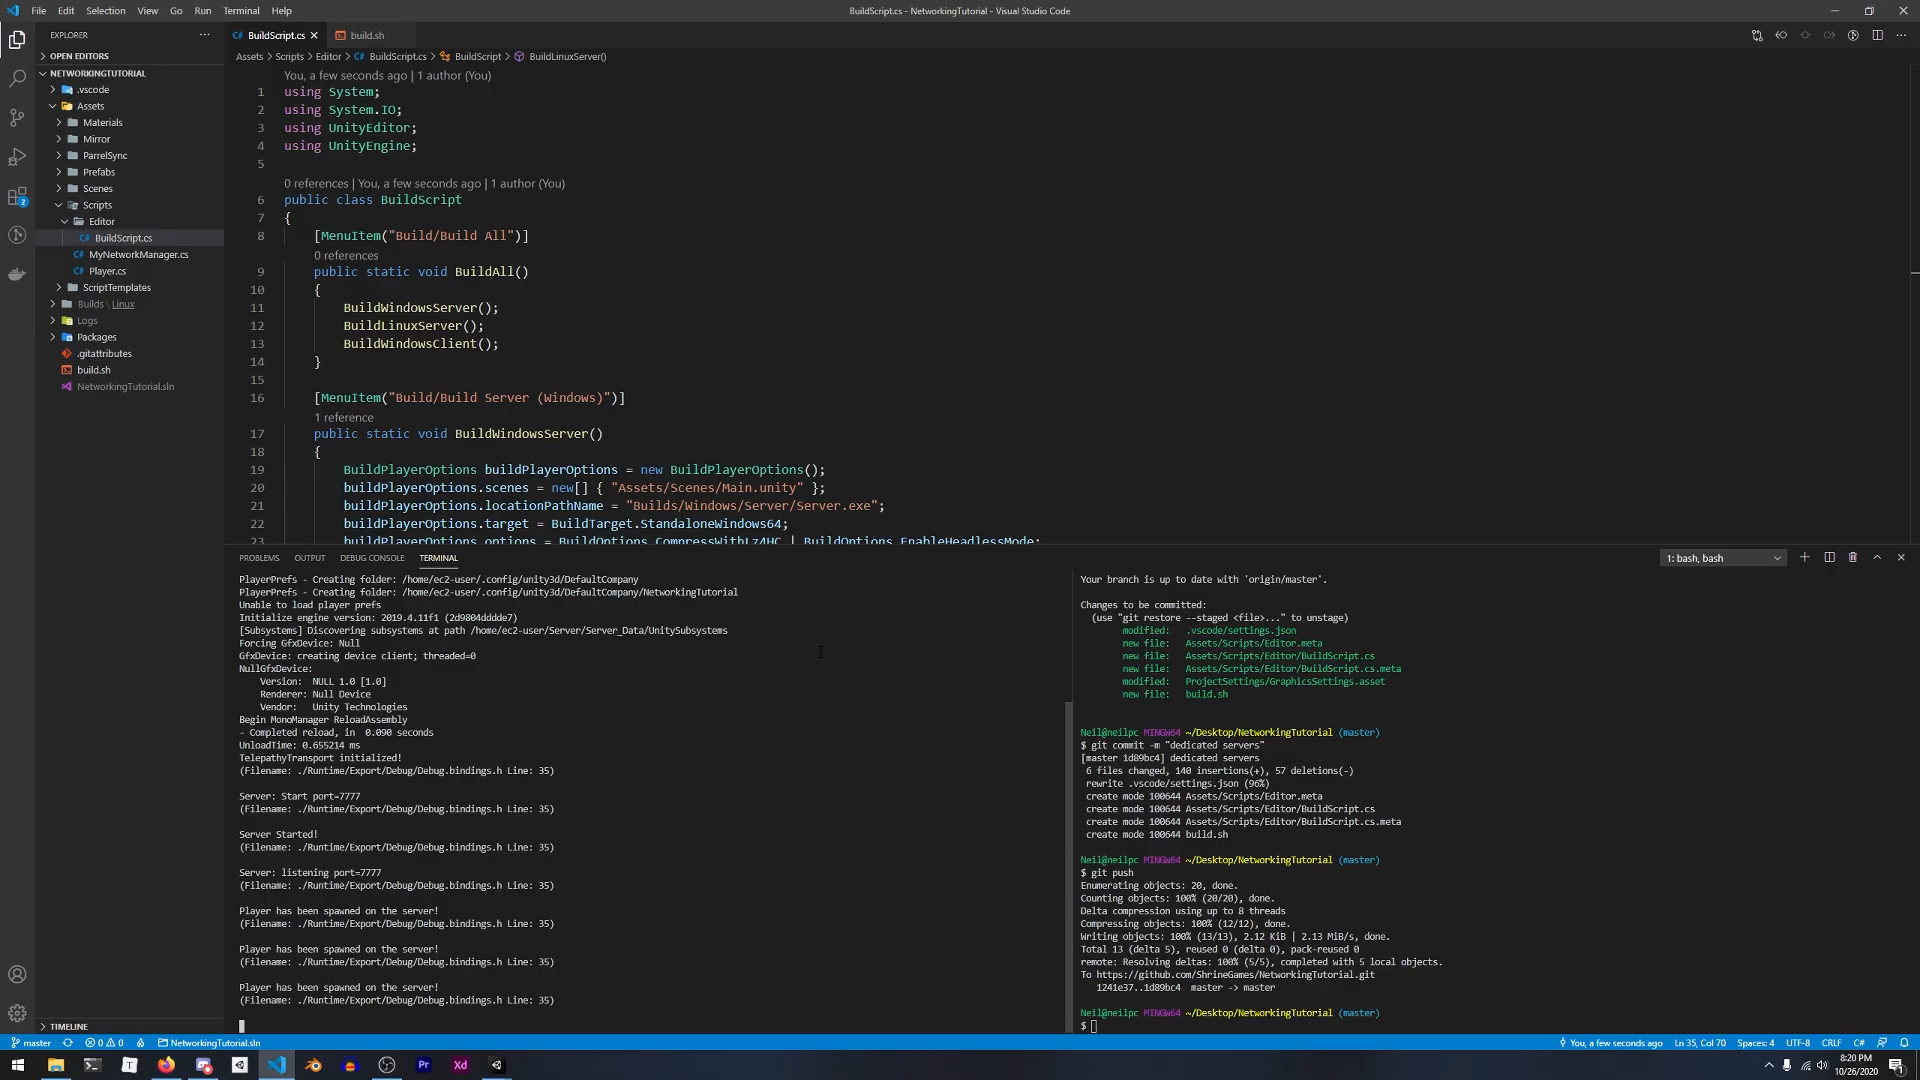 File Edit Selection View Go Run Terminal Help
BuildScript.cs - NetworkingTutorial - Visual Studio Code
EXPLORER
OPEN EDITORS
NETWORKINGTUTORIAL
.vscode
Assets
Materials
Mirror
ParrelSync
Prefabs
Scenes
Scripts
Editor
BuildScript.cs
MyNetworkManager.cs
Player.cs
ScriptTemplates
Builds \ Linux
Logs
Packages
.gitattributes
build.sh
NetworkingTutorial.sln
TIMELINE
2
BuildScript.cs build.sh
Assets > Scripts > Editor > BuildScript.cs > BuildScript > BuildLinuxServer()
You, a few seconds ago | 1 author (You)
1 using System;
2 using System.IO;
3 using UnityEditor;
4 using UnityEngine;
5
0 references | You, a few seconds ago | 1 author (You)
6 public class BuildScript
7 {
8 [MenuItem("Build/Build All")]
0 references
9 public static void BuildAll()
10 {
11 BuildWindowsServer();
12 BuildLinuxServer();
13 BuildWindowsClient();
14 }
15
16 [MenuItem("Build/Build Server (Windows)")]
1 reference
17 public static void BuildWindowsServer()
18 {
19 BuildPlayerOptions buildPlayerOptions = new BuildPlayerOptions();
20 buildPlayerOptions.scenes = new[] { "Assets/Scenes/Main.unity" };
21 buildPlayerOptions.locationPathName = "Builds/Windows/Server/Server.exe";
22 buildPlayerOptions.target = BuildTarget.StandaloneWindows64;
23 buildPlayerOptions.options = BuildOptions.CompressWithLz4HC | BuildOptions.EnableHeadlessMode;
PROBLEMS OUTPUT DEBUG CONSOLE TERMINAL
1: bash, bash
PlayerPrefs - Creating folder: /home/ec2-user/.config/unity3d/DefaultCompany
PlayerPrefs - Creating folder: /home/ec2-user/.config/unity3d/DefaultCompany/NetworkingTutorial
Unable to load player prefs
Initialize engine version: 2019.4.11f1 (2d9804dddde7)
[Subsystems] Discovering subsystems at path /home/ec2-user/Server/Server_Data/UnitySubsystems
Forcing GfxDevice: Null
GfxDevice: creating device client; threaded=0
NullGfxDevice:
Version: NULL 1.0 [1.0]
Renderer: Null Device
Vendor: Unity Technologies
Begin MonoManager ReloadAssembly
- Completed reload, in 0.090 seconds
UnloadTime: 0.655214 ms
TelepathyTransport initialized!
(Filename: ./Runtime/Export/Debug/Debug.bindings.h Line: 35)
Server: Start port=7777
(Filename: ./Runtime/Export/Debug/Debug.bindings.h Line: 35)
Server Started!
(Filename: ./Runtime/Export/Debug/Debug.bindings.h Line: 35)
Server: listening port=7777
(Filename: ./Runtime/Export/Debug/Debug.bindings.h Line: 35)
Player has been spawned on the server!
(Filename: ./Runtime/Export/Debug/Debug.bindings.h Line: 35)
Player has been spawned on the server!
(Filename: ./Runtime/Export/Debug/Debug.bindings.h Line: 35)
Player has been spawned on the server!
(Filename: ./Runtime/Export/Debug/Debug.bindings.h Line: 35)
Your branch is up to date with 'origin/master'.
Changes to be committed:
(use "git restore --staged <file>..." to unstage)
modified: .vscode/settings.json
new file: Assets/Scripts/Editor.meta
new file: Assets/Scripts/Editor/BuildScript.cs
new file: Assets/Scripts/Editor/BuildScript.cs.meta
modified: ProjectSettings/GraphicsSettings.asset
new file: build.sh
Neil@neilpc MINGW64 ~/Desktop/NetworkingTutorial (master)
$ git commit -m "dedicated servers"
[master 1d89bc4] dedicated servers
6 files changed, 140 insertions(+), 57 deletions(-)
rewrite .vscode/settings.json (96%)
create mode 100644 Assets/Scripts/Editor.meta
create mode 100644 Assets/Scripts/Editor/BuildScript.cs
create mode 100644 Assets/Scripts/Editor/BuildScript.cs.meta
create mode 100644 build.sh
Neil@neilpc MINGW64 ~/Desktop/NetworkingTutorial (master)
$ git push
Enumerating objects: 20, done.
Counting objects: 100% (20/20), done.
Delta compression using up to 8 threads
Compressing objects: 100% (12/12), done.
Writing objects: 100% (13/13), 2.12 KiB | 2.13 MiB/s, done.
Total 13 (delta 5), reused 0 (delta 0), pack-reused 0
remote: Resolving deltas: 100% (5/5), completed with 5 local objects.
To https://github.com/ShrineGames/NetworkingTutorial.git
1241e37..1d89bc4 master -> master
Neil@neilpc MINGW64 ~/Desktop/NetworkingTutorial (master)
$
master 0 0 NetworkingTutorial.sln
You, a few seconds ago Ln 35, Col 70 Spaces: 4 UTF-8 CRLF C#
T Pr Xd
8:20 PM
10/26/2020
1